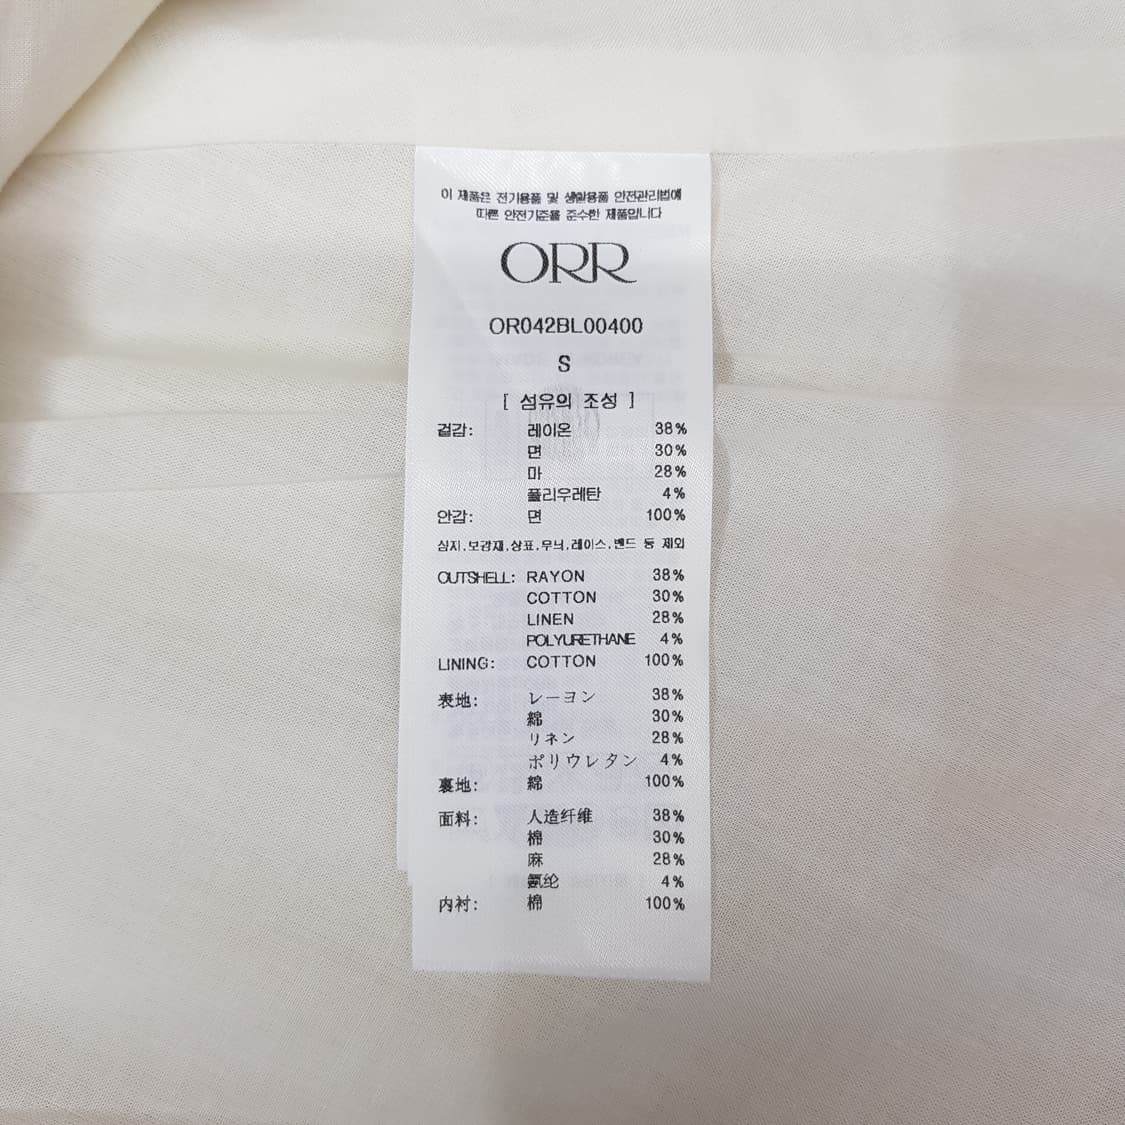 이 제품은 전기용품 및 생활용품 안전관리법에
따른 안전기준을 준수한 제품입니다
ORR
OR042BL00400
S
[ 섬유의 조성 ]
겉감: 레이온 38%
면 30%
마 28%
폴리우레탄 4%
안감: 면 100%
심지,보강재,상표,무늬,레이스,밴드 등 제외
OUTSHELL: RAYON 38%
COTTON 30%
LINEN 28%
POLYURETHANE 4%
LINING: COTTON 100%
表地: レーヨン 38%
綿 30%
リネン 28%
ポリウレタン 4%
裏地: 綿 100%
面料: 人造纤维 38%
棉 30%
麻 28%
氨纶 4%
内衬: 棉 100%